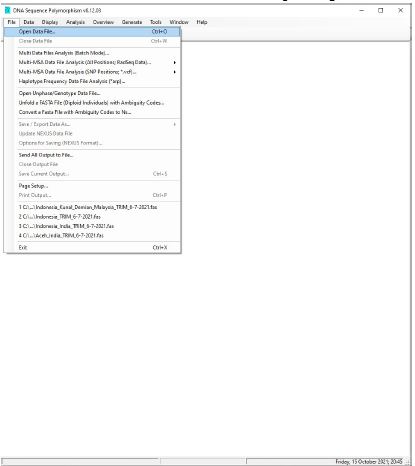 DNA Sequence Polymorphism v6.12.03
File Data Display Analysis Overview Generate Tools Window Help
Open Data File... Ctrl+O
Close Data File Ctrl+W
Multi Data Files Analysis (Batch Mode)...
Multi-MSA Data File Analysis (All Positions; RadSeq Data)...
Multi-MSA Data File Analysis (SNP Positions; *.vcf)...
Haplotype/Frequency Data File Analysis (*arp)...
Open Unphase/Genotype Data File...
Unfold a FASTA File (Diploid Individuals) with Ambiguity Codes...
Convert a Fasta File with Ambiguity Codes to Ns...
Save / Export Data As...
Update NEXUS Data File
Options for Saving (NEXUS Format)...
Send All Output to File...
Close Output File
Save Current Output... Ctrl+S
Page Setup...
Print Output... Ctrl+P
1 C:\...\Indonesia_Kunal_Demian_Malaysia_TRIM_6-7-2021.fas
2 C:\...\Indonesia_TRIM_6-7-2021.fas
3 C:\...\Indonesia_India_TRIM_6-7-2021.fas
4 C:\...\Aceh_India_TRIM_6-7-2021.fas
Exit Ctrl+X
Friday, 15 October 2021; 20:45